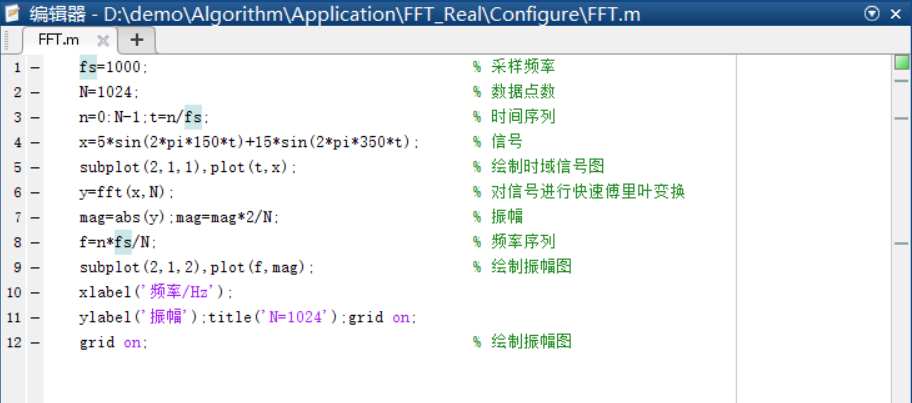 编辑器 - D:\demo\Algorithm\Application\FFT_Real\Configure\FFT.m
FFT.m
1 fs=1000; % 采样频率
2 N=1024; % 数据点数
3 n=0:N-1;t=n/fs; % 时间序列
4 x=5*sin(2*pi*150*t)+15*sin(2*pi*350*t); % 信号
5 subplot(2,1,1),plot(t,x); % 绘制时域信号图
6 y=fft(x,N); % 对信号进行快速傅里叶变换
7 mag=abs(y);mag=mag*2/N; % 振幅
8 f=n*fs/N; % 频率序列
9 subplot(2,1,2),plot(f,mag); % 绘制振幅图
10 xlabel('频率/Hz');
11 ylabel('振幅');title('N=1024');grid on;
12 grid on; % 绘制振幅图